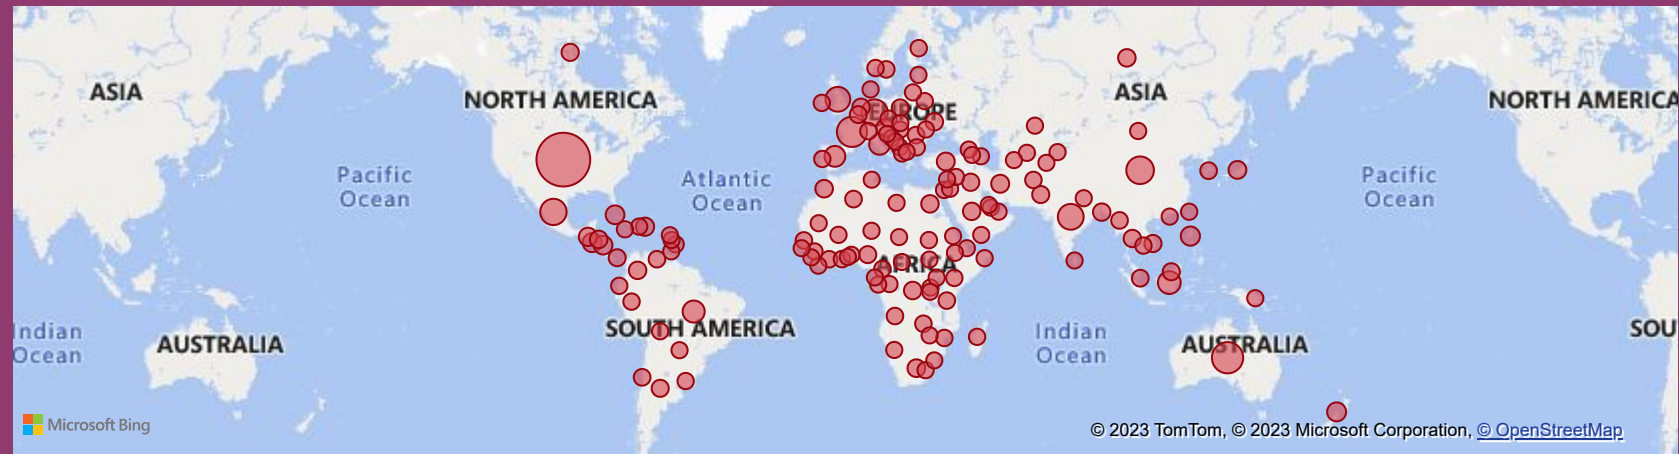 ASIA
NORTH AMERICA
EUROPE
ASIA
NORTH AMERICA
Pacific
Ocean
Atlantic
Ocean
Pacific
Ocean
AFRICA
Indian
Ocean
AUSTRALIA
SOUTH AMERICA
Indian
Ocean
AUSTRALIA
SOU
Microsoft Bing
© 2023 TomTom, © 2023 Microsoft Corporation, © OpenStreetMap